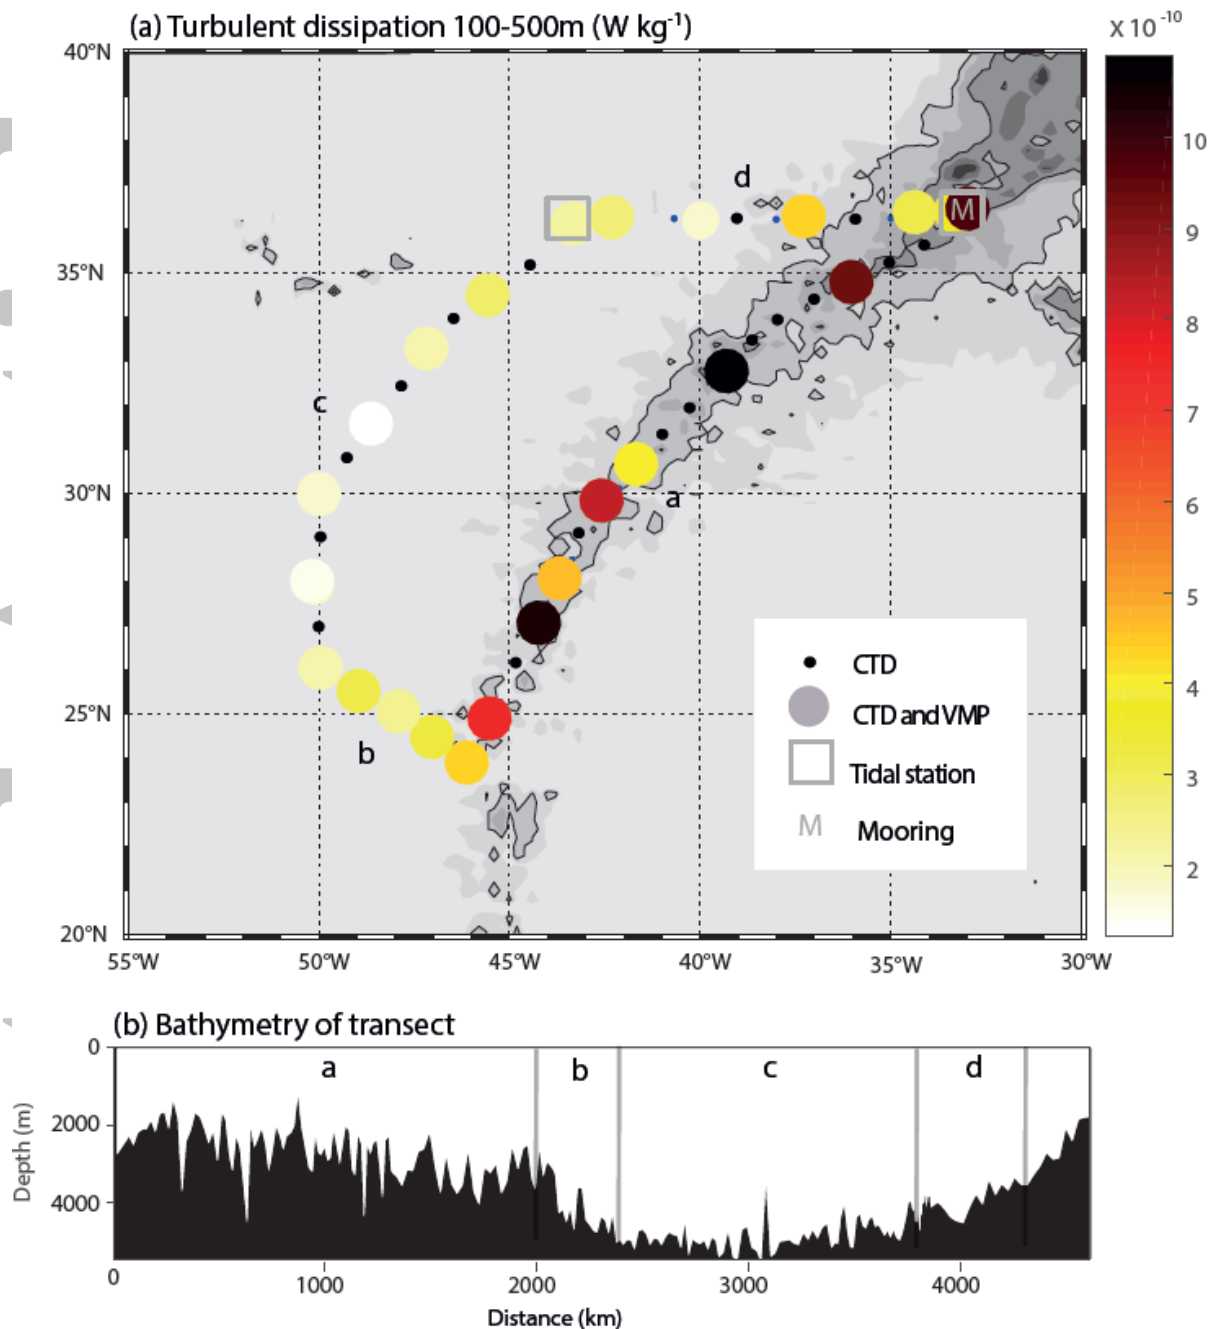 (a) Turbulent dissipation 100-500m (W kg⁻¹)
x 10⁻¹⁰
40°N
35°N
30°N
25°N
20°N
55°W
50°W
45°W
40°W
35°W
30°W
d
M
c
a
b
CTD
CTD and VMP
Tidal station
M Mooring
10
9
8
7
6
5
4
3
2
(b) Bathymetry of transect
a
b
c
d
Depth (m)
0
2000
4000
0
1000
2000
3000
4000
Distance (km)